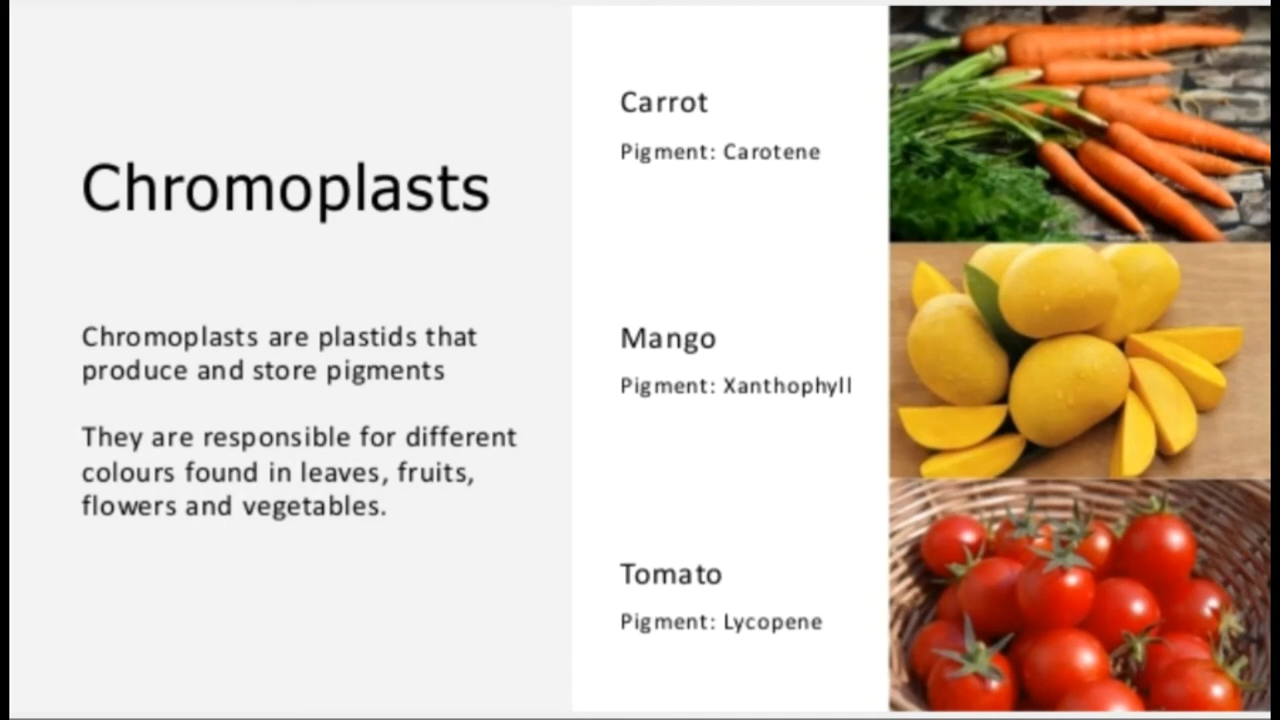 Chromoplasts
Chromoplasts are plastids that
produce and store pigments
They are responsible for different
colours found in leaves, fruits,
flowers and vegetables.
Carrot
Pigment: Carotene
Mango
Pigment: Xanthophyll
Tomato
Pigment: Lycopene